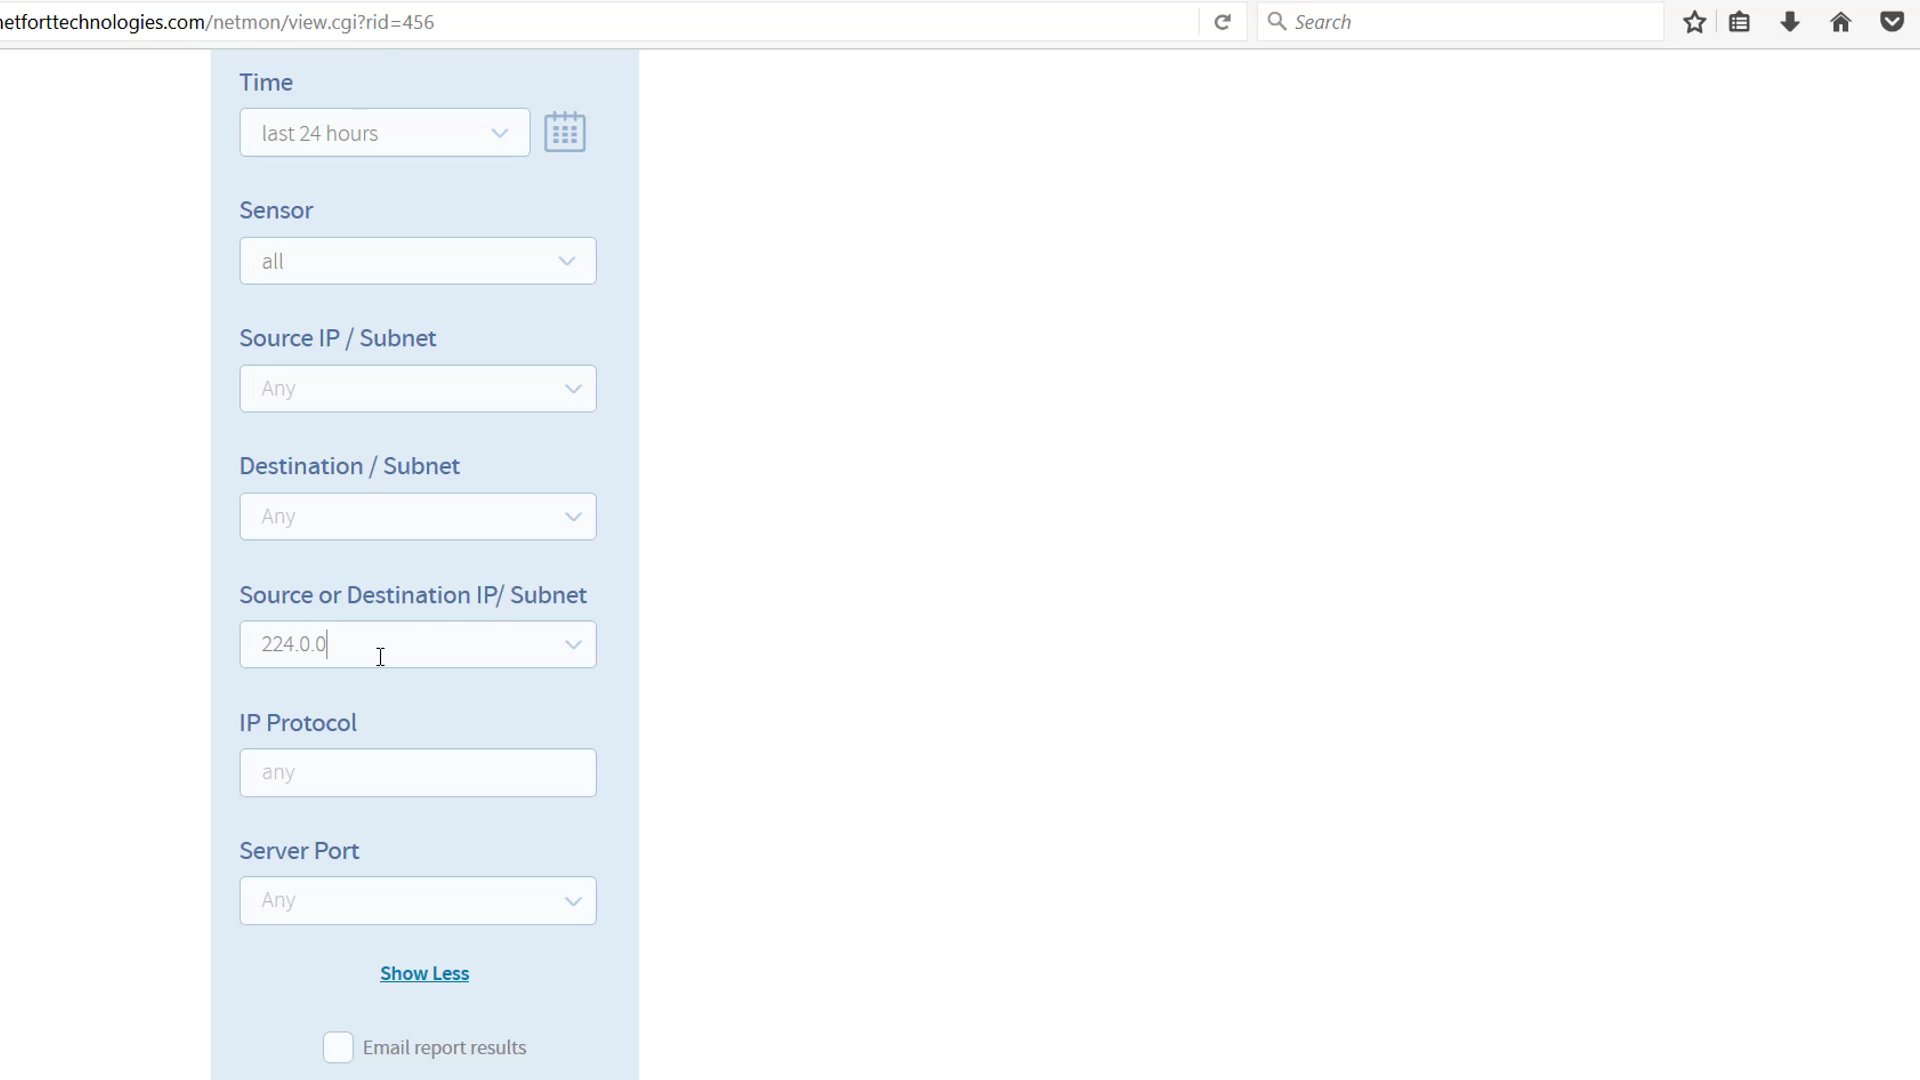 netforttechnologies.com/netmon/view.cgi?rid=456
Search
Time
last 24 hours
Sensor
all
Source IP / Subnet
Any
Destination / Subnet
Any
Source or Destination IP/ Subnet
224.0.0
IP Protocol
any
Server Port
Any
Show Less
Email report results